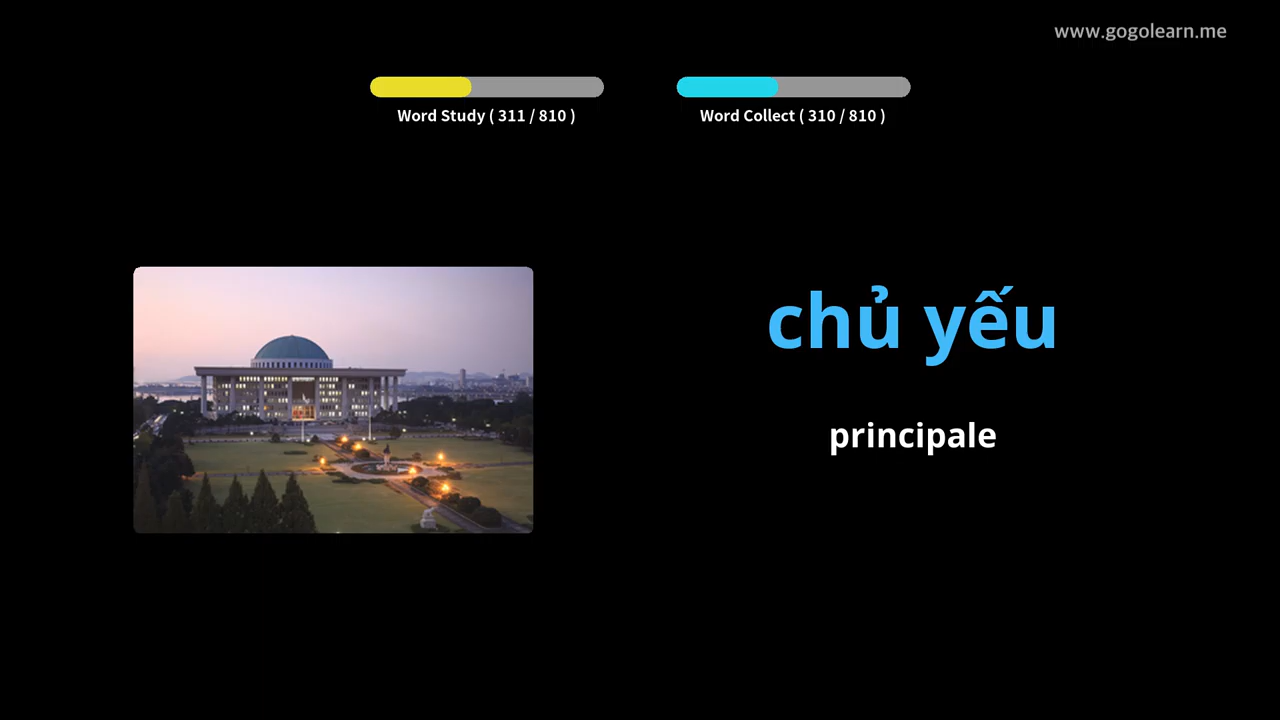 www.gogolearn.me
Word Study ( 311 / 810 )
Word Collect ( 310 / 810 )
chủ yếu
principale